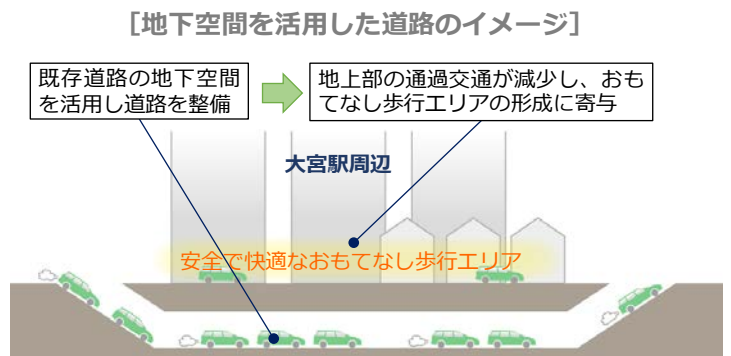 ［地下空間を活用した道路のイメージ］
既存道路の地下空間
を活用し道路を整備
地上部の通過交通が減少し、おも
てなし歩行エリアの形成に寄与
大宮駅周辺
安全で快適なおもてなし歩行エリア